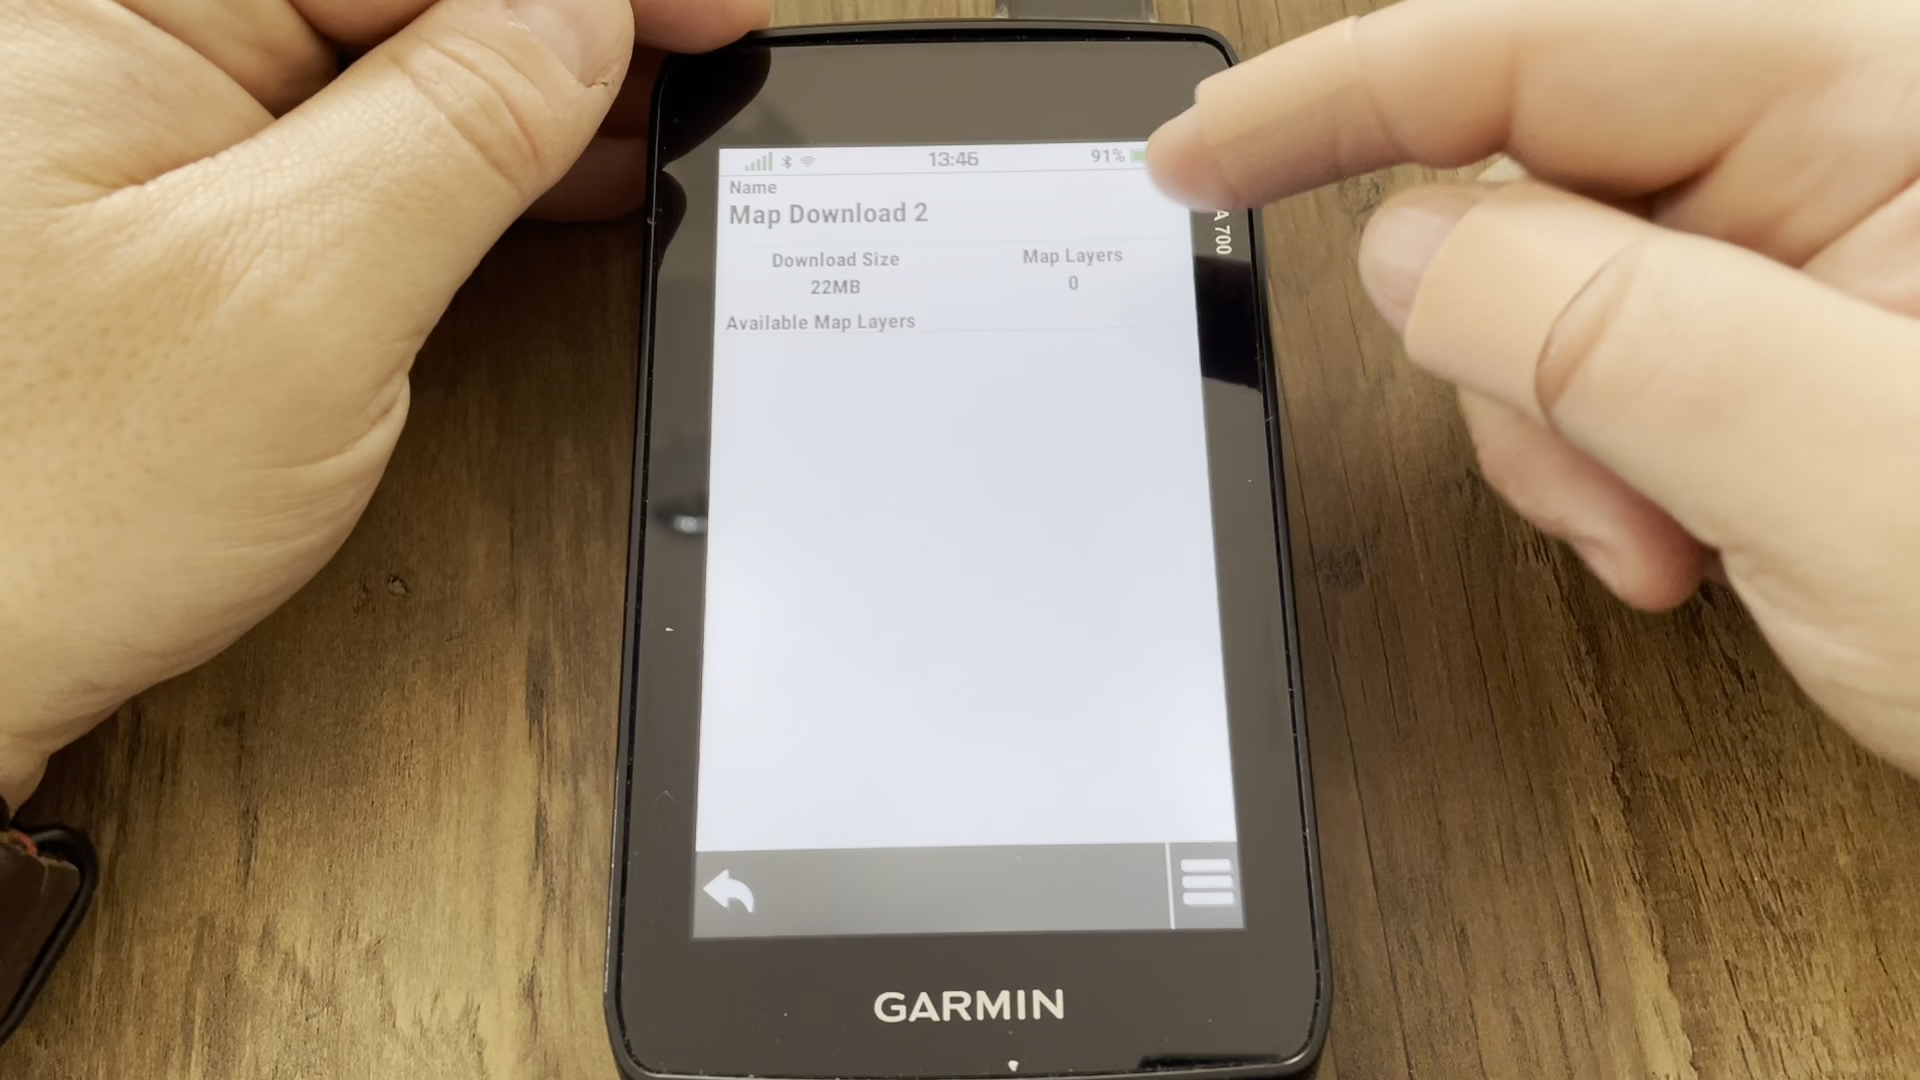 13:46 91%
Name
Map Download 2
Download Size Map Layers
22MB 0
Available Map Layers
A 700
GARMIN